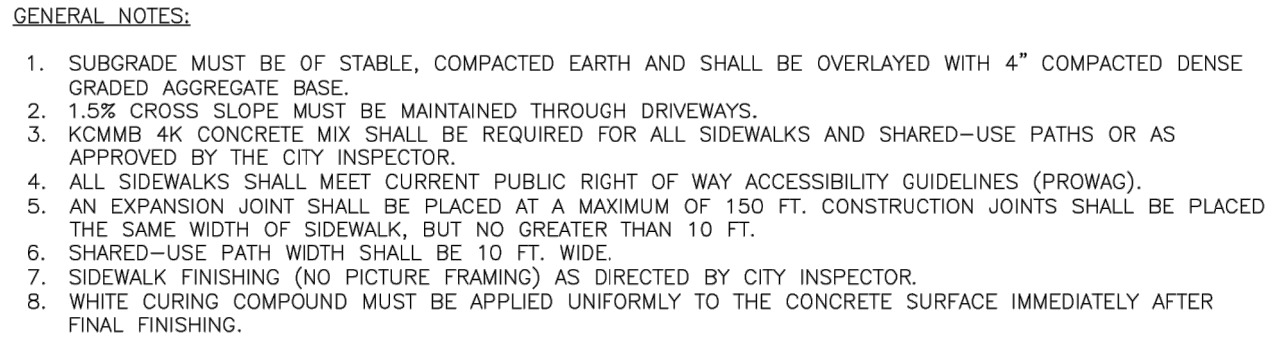 GENERAL NOTES:
1. SUBGRADE MUST BE OF STABLE, COMPACTED EARTH AND SHALL BE OVERLAYED WITH 4" COMPACTED DENSE
GRADED AGGREGATE BASE.
2. 1.5% CROSS SLOPE MUST BE MAINTAINED THROUGH DRIVEWAYS.
3. KCMMB 4K CONCRETE MIX SHALL BE REQUIRED FOR ALL SIDEWALKS AND SHARED-USE PATHS OR AS
APPROVED BY THE CITY INSPECTOR.
4. ALL SIDEWALKS SHALL MEET CURRENT PUBLIC RIGHT OF WAY ACCESSIBILITY GUIDELINES (PROWAG).
5. AN EXPANSION JOINT SHALL BE PLACED AT A MAXIMUM OF 150 FT. CONSTRUCTION JOINTS SHALL BE PLACED
THE SAME WIDTH OF SIDEWALK, BUT NO GREATER THAN 10 FT.
6. SHARED-USE PATH WIDTH SHALL BE 10 FT. WIDE.
7. SIDEWALK FINISHING (NO PICTURE FRAMING) AS DIRECTED BY CITY INSPECTOR.
8. WHITE CURING COMPOUND MUST BE APPLIED UNIFORMLY TO THE CONCRETE SURFACE IMMEDIATELY AFTER
FINAL FINISHING.